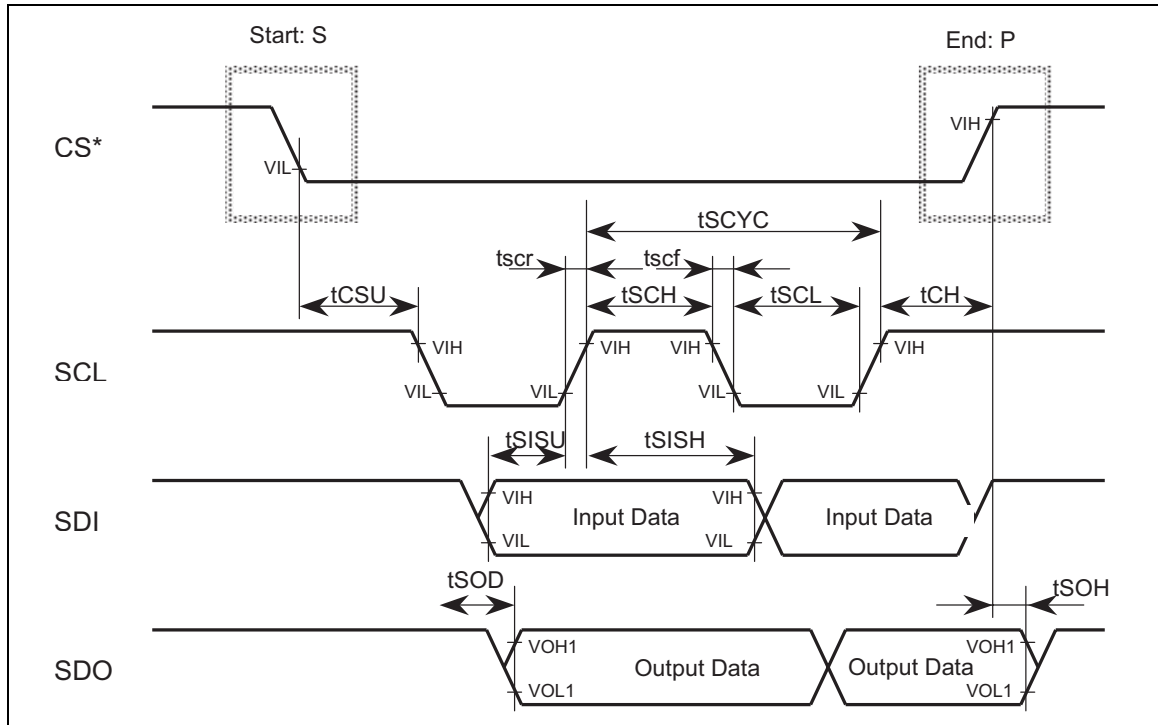 Start: S
End: P
CS*
VIL
VIH
tSCYC
tscr
tscf
tCSU
tSCH
tSCL
tCH
SCL
VIH
VIL
VIL
VIH
VIH
VIL
VIL
VIH
tSISU
tSISH
SDI
VIH
VIL
Input Data
VIH
VIL
Input Data
tSOD
tSOH
SDO
VOH1
VOL1
Output Data
Output Data
VOH1
VOL1